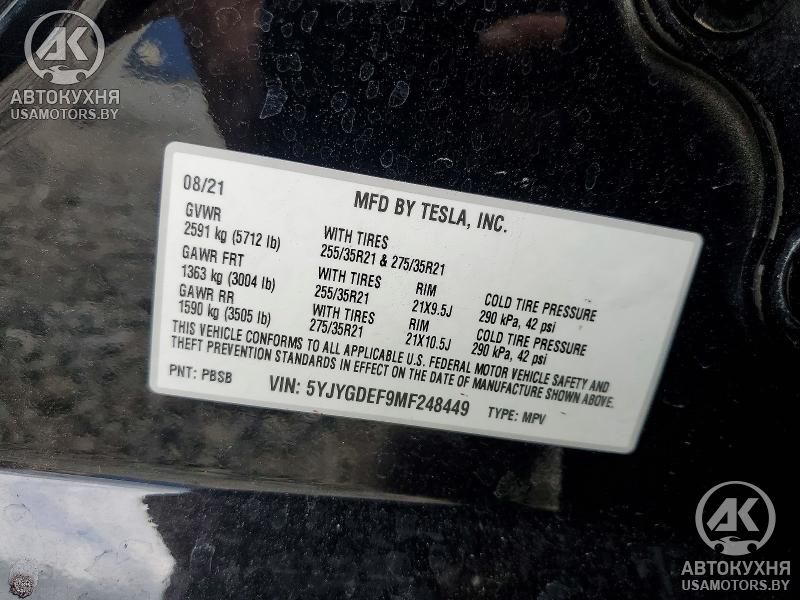 АК
АВТОКУХНЯ
USAMOTORS.BY
08/21 MFD BY TESLA, INC.
GVWR
2591 kg (5712 lb) WITH TIRES 255/35R21 & 275/35R21
GAWR FRT
1363 kg (3004 lb) WITH TIRES 255/35R21 RIM 21X9.5J COLD TIRE PRESSURE 290 kPa, 42 psi
GAWR RR
1590 kg (3505 lb) WITH TIRES 275/35R21 RIM 21X10.5J COLD TIRE PRESSURE 290 kPa, 42 psi
THIS VEHICLE CONFORMS TO ALL APPLICABLE U.S. FEDERAL MOTOR VEHICLE SAFETY AND
THEFT PREVENTION STANDARDS IN EFFECT ON THE DATE OF MANUFACTURE SHOWN ABOVE.
PNT: PBSB VIN: 5YJYGDEF9MF248449 TYPE: MPV
АК
АВТОКУХНЯ
USAMOTORS.BY